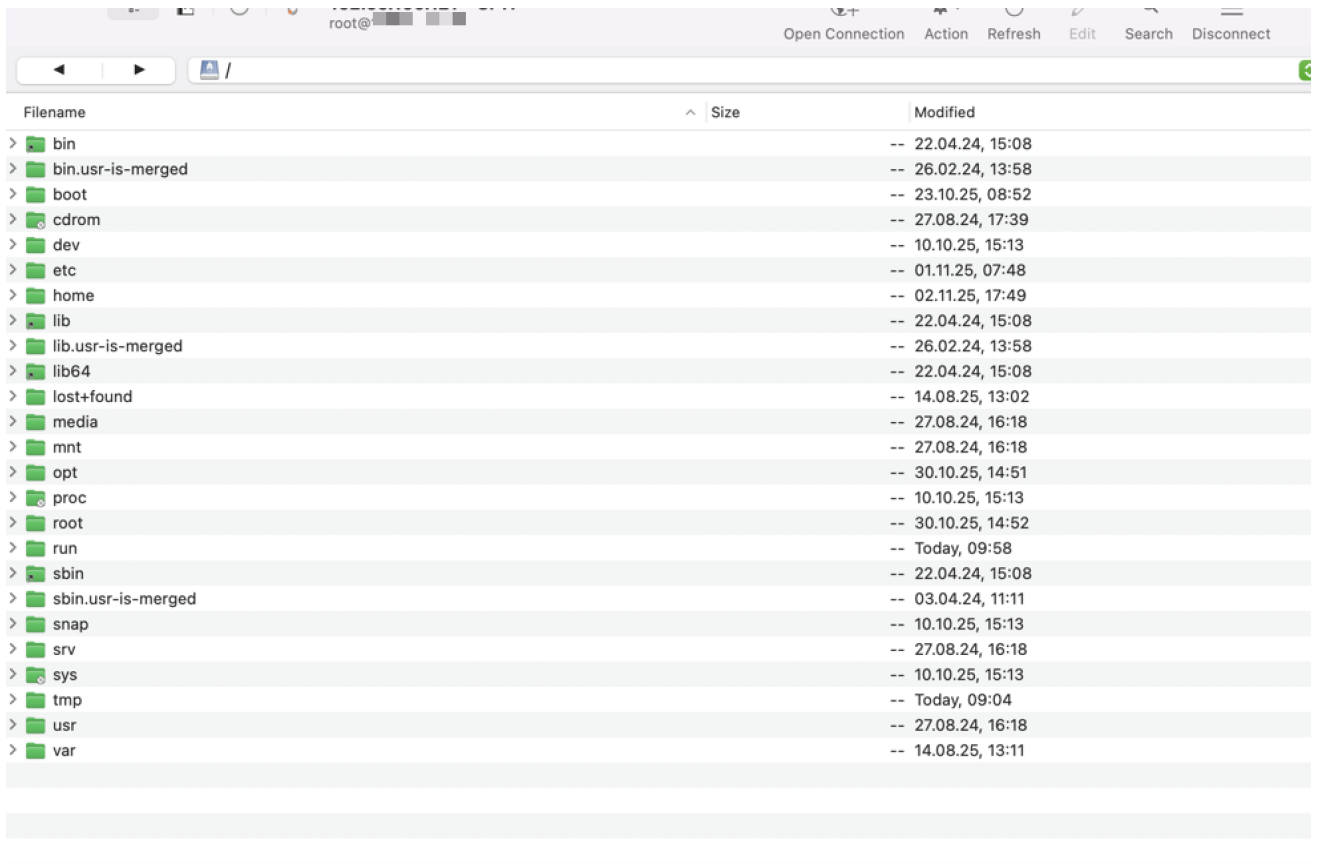 root@
Open Connection Action Refresh Edit Search Disconnect
/
Filename Size Modified
bin -- 22.04.24, 15:08
bin.usr-is-merged -- 26.02.24, 13:58
boot -- 23.10.25, 08:52
cdrom -- 27.08.24, 17:39
dev -- 10.10.25, 15:13
etc -- 01.11.25, 07:48
home -- 02.11.25, 17:49
lib -- 22.04.24, 15:08
lib.usr-is-merged -- 26.02.24, 13:58
lib64 -- 22.04.24, 15:08
lost+found -- 14.08.25, 13:02
media -- 27.08.24, 16:18
mnt -- 27.08.24, 16:18
opt -- 30.10.25, 14:51
proc -- 10.10.25, 15:13
root -- 30.10.25, 14:52
run -- Today, 09:58
sbin -- 22.04.24, 15:08
sbin.usr-is-merged -- 03.04.24, 11:11
snap -- 10.10.25, 15:13
srv -- 27.08.24, 16:18
sys -- 10.10.25, 15:13
tmp -- Today, 09:04
usr -- 27.08.24, 16:18
var -- 14.08.25, 13:11